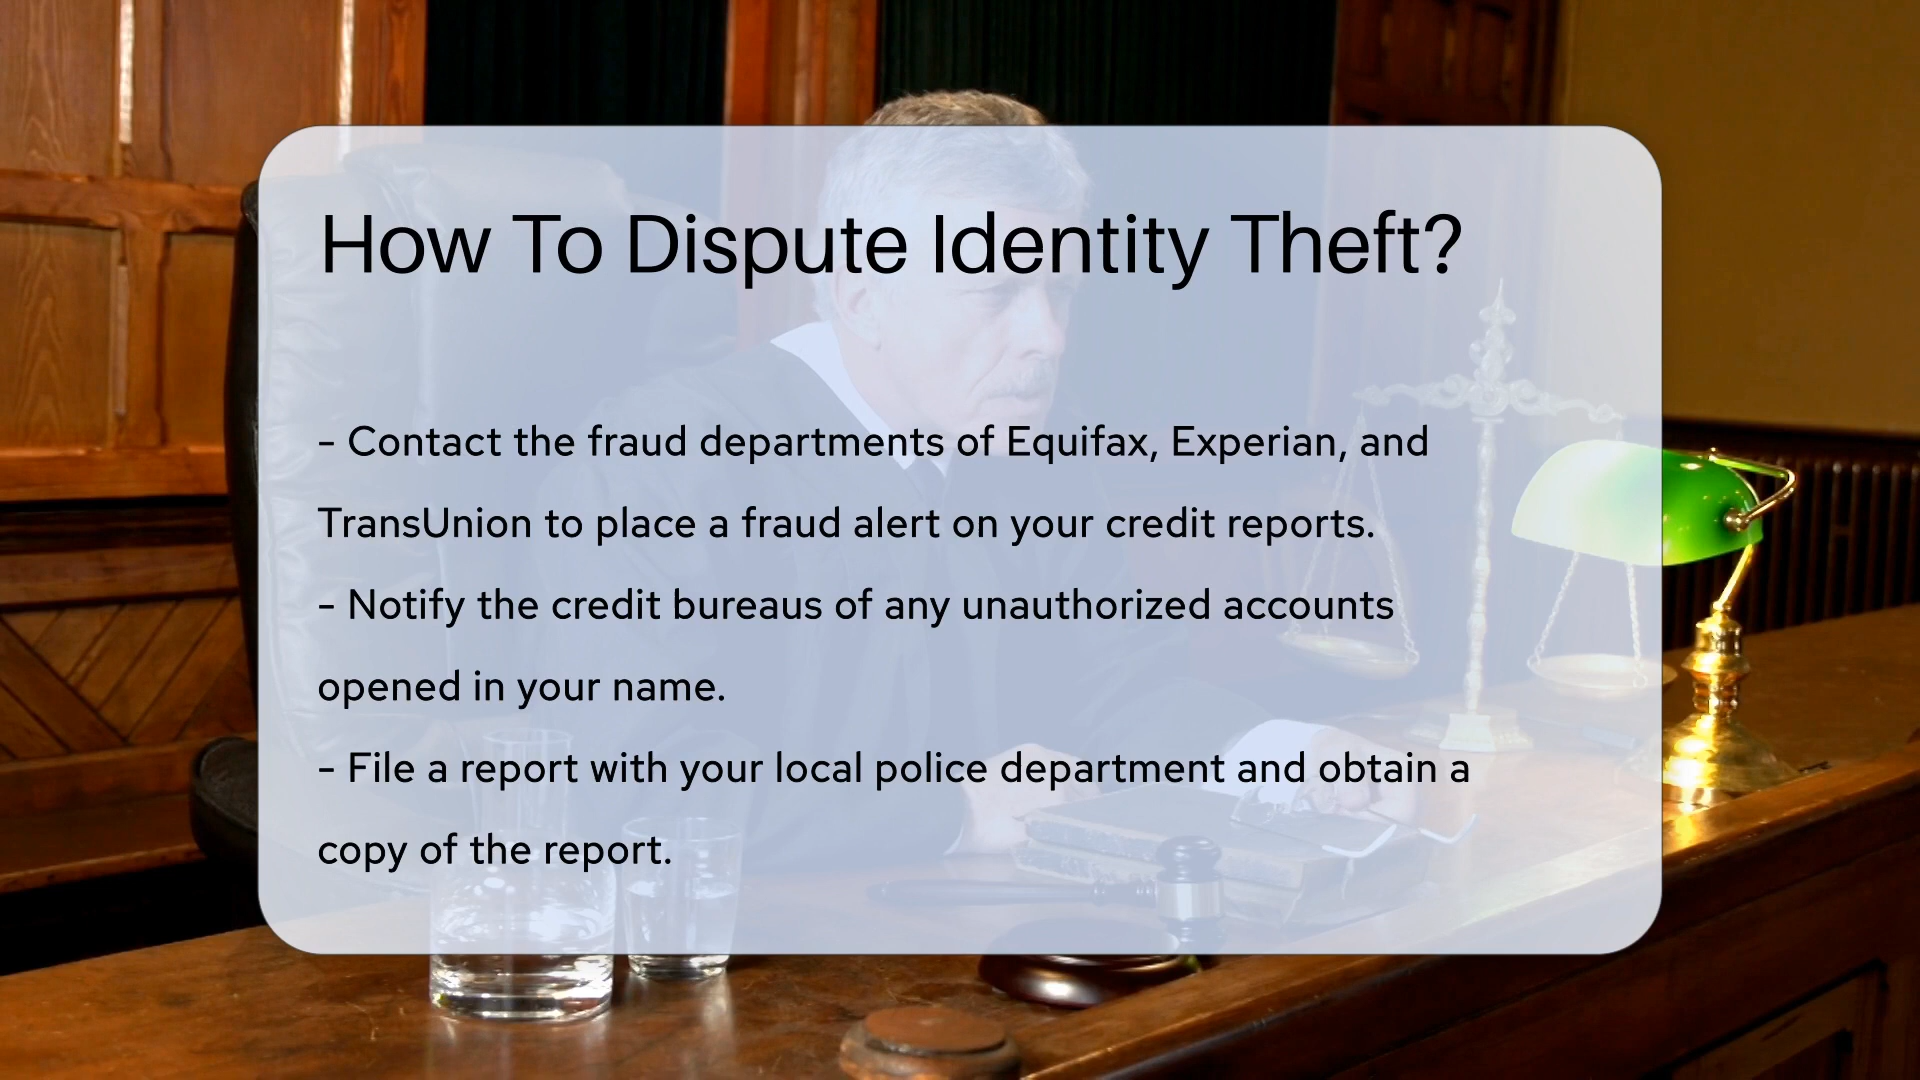 How To Dispute Identity Theft?
- Contact the fraud departments of Equifax, Experian, and
TransUnion to place a fraud alert on your credit reports.
- Notify the credit bureaus of any unauthorized accounts
opened in your name.
- File a report with your local police department and obtain a
copy of the report.